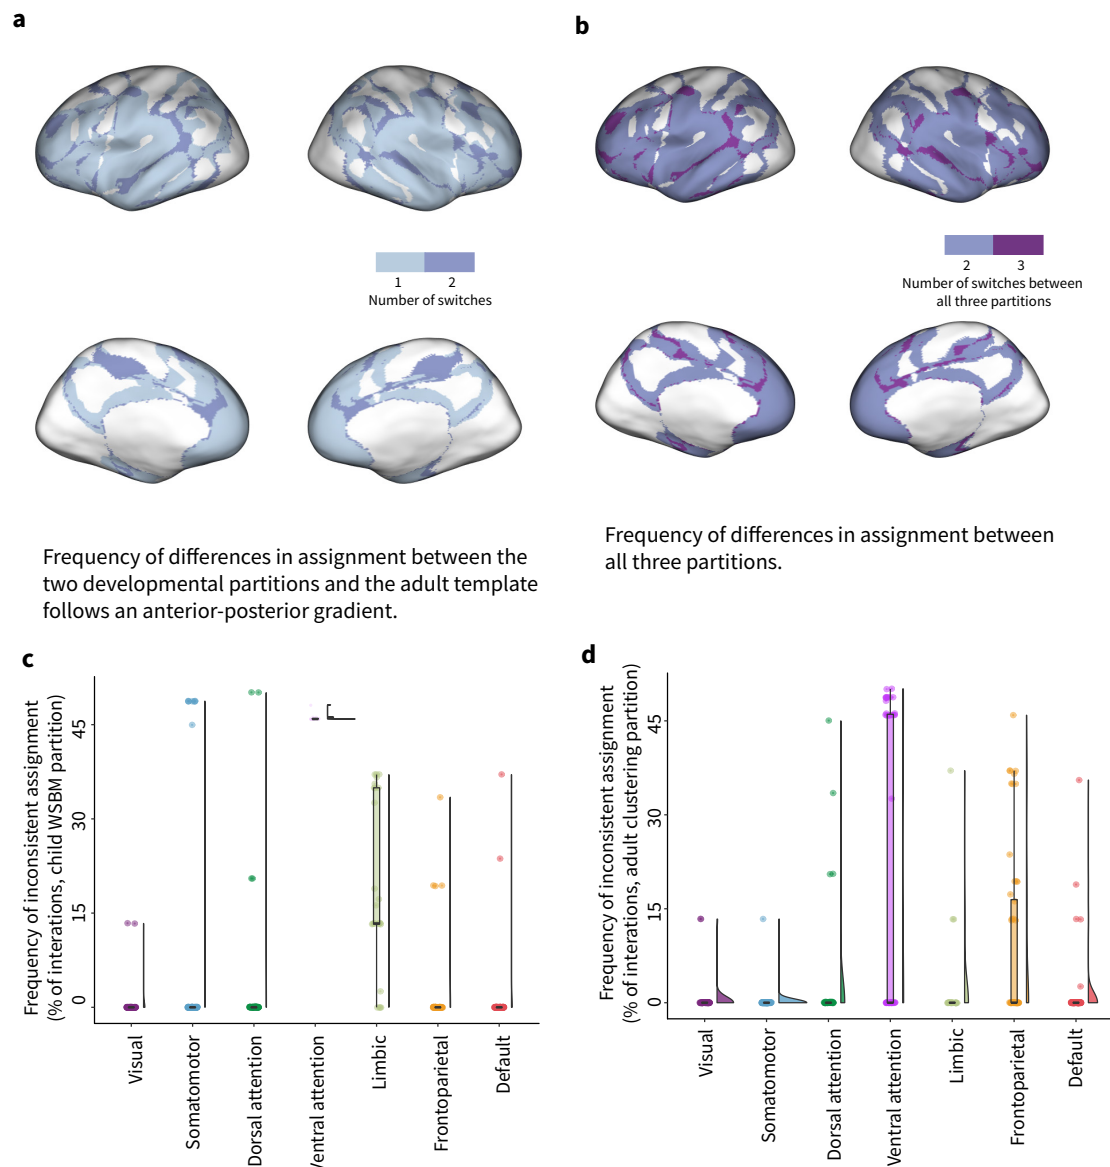 a
b
1 2
Number of switches
2 3
Number of switches between
all three partitions
Frequency of differences in assignment between the
two developmental partitions and the adult template
follows an anterior-posterior gradient.
Frequency of differences in assignment between
all three partitions.
c
Frequency of inconsistent assignment
(% of interations, child WSBM partition)
45
30
15
0
Visual
Somatomotor
Dorsal attention
Ventral attention
Limbic
Frontoparietal
Default
d
Frequency of inconsistent assignment
(% of interations, adult clustering partition)
45
30
15
0
Visual
Somatomotor
Dorsal attention
Ventral attention
Limbic
Frontoparietal
Default